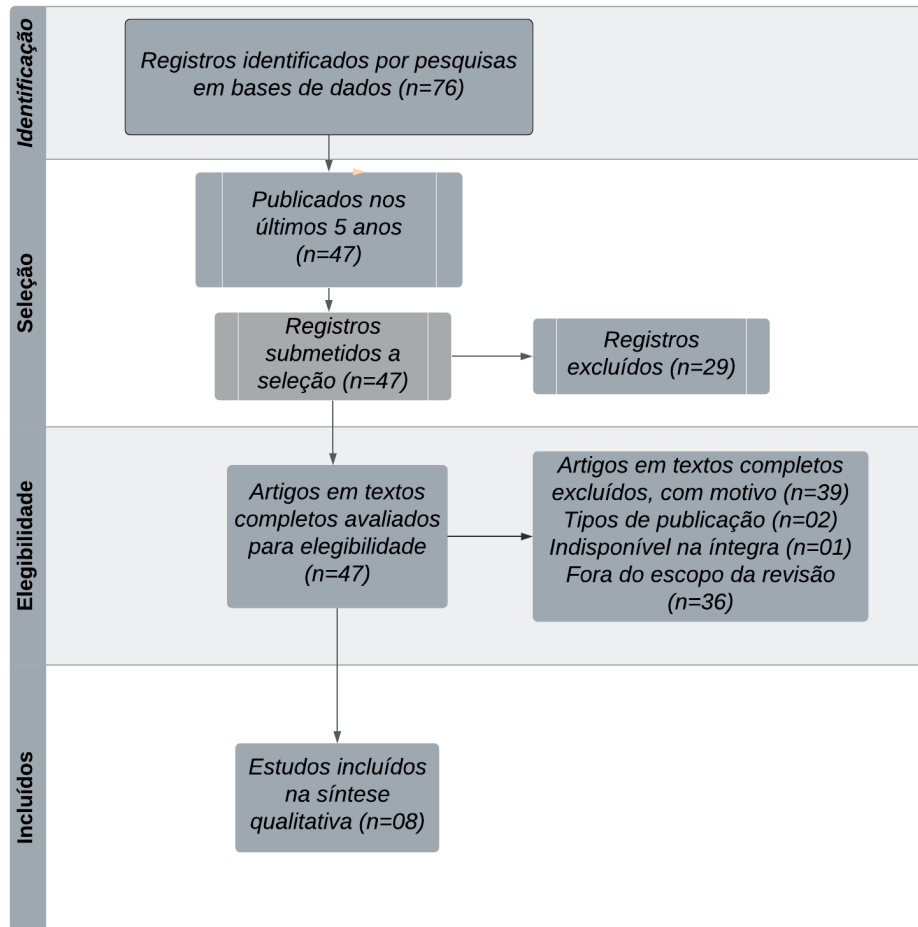 Identificação
Registros identificados por pesquisas
em bases de dados (n=76)
Seleção
Publicados nos
últimos 5 anos
(n=47)
Registros
submetidos a
seleção (n=47)
Registros
excluídos (n=29)
Elegibilidade
Artigos em textos
completos avaliados
para elegibilidade
(n=47)
Artigos em textos completos
excluídos, com motivo (n=39)
Tipos de publicação (n=02)
Indisponível na íntegra (n=01)
Fora do escopo da revisão
(n=36)
Incluídos
Estudos incluídos
na síntese
qualitativa (n=08)